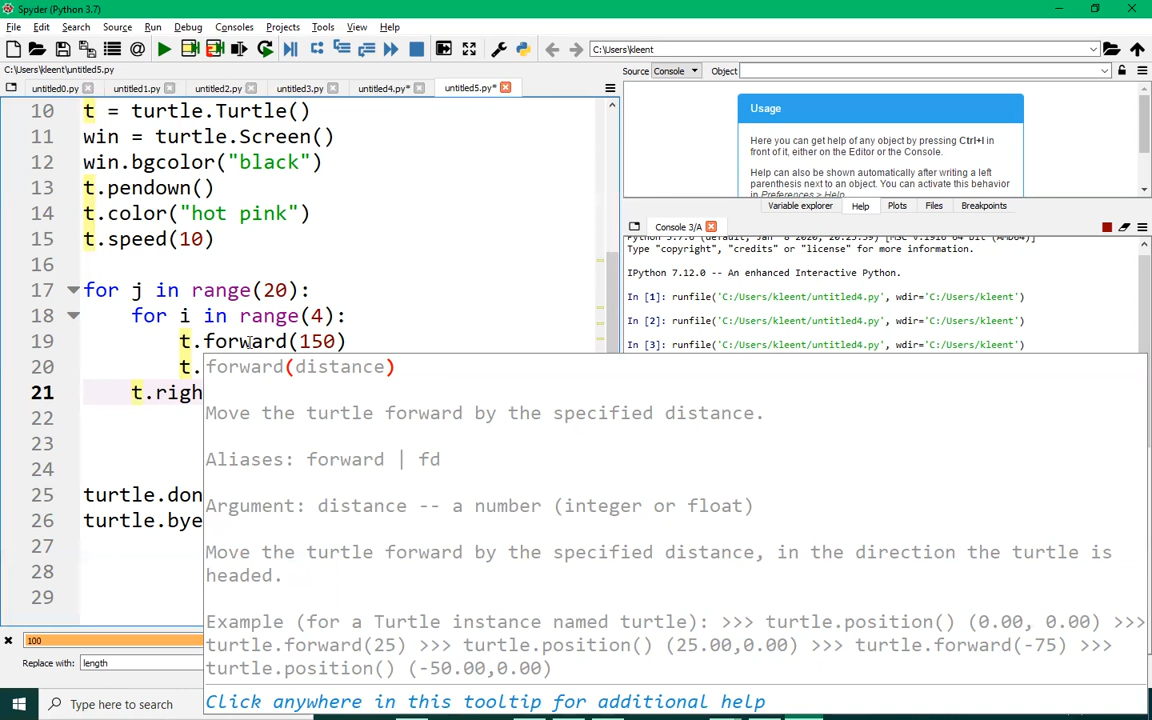 Spyder (Python 3.7)
File Edit Search Source Run Debug Consoles Projects Tools View Help
C:\Users\kleent
C:\Users\kleent\untitled5.py
Source Console Object
untitled0.py untitled1.py untitled2.py untitled3.py untitled4.py* untitled5.py*
10 t = turtle.Turtle()
11 win = turtle.Screen()
12 win.bgcolor("black")
13 t.pendown()
14 t.color("hot pink")
15 t.speed(10)
16
17 for j in range(20):
18 for i in range(4):
19 t.forward(150)
20 t.
21 t.righ
22
23
24
25 turtle.don
26 turtle.bye
27
28
29
Usage
Here you can get help of any object by pressing Ctrl+I in
front of it, either on the Editor or the Console.
Help can also be shown automatically after writing a left
parenthesis next to an object. You can activate this behavior
in Preferences > Help.
Variable explorer Help Plots Files Breakpoints
Console 3/A
Type "copyright", "credits" or "license" for more information.
IPython 7.12.0 -- An enhanced Interactive Python.
In [1]: runfile('C:/Users/kleent/untitled4.py', wdir='C:/Users/kleent')
In [2]: runfile('C:/Users/kleent/untitled4.py', wdir='C:/Users/kleent')
In [3]: runfile('C:/Users/kleent/untitled4.py', wdir='C:/Users/kleent')
forward(distance)
Move the turtle forward by the specified distance.
Aliases: forward | fd
Argument: distance -- a number (integer or float)
Move the turtle forward by the specified distance, in the direction the turtle is
headed.
Example (for a Turtle instance named turtle): >>> turtle.position() (0.00, 0.00) >>>
turtle.forward(25) >>> turtle.position() (25.00,0.00) >>> turtle.forward(-75) >>>
turtle.position() (-50.00,0.00)
Click anywhere in this tooltip for additional help
100
Replace with: length
Type here to search